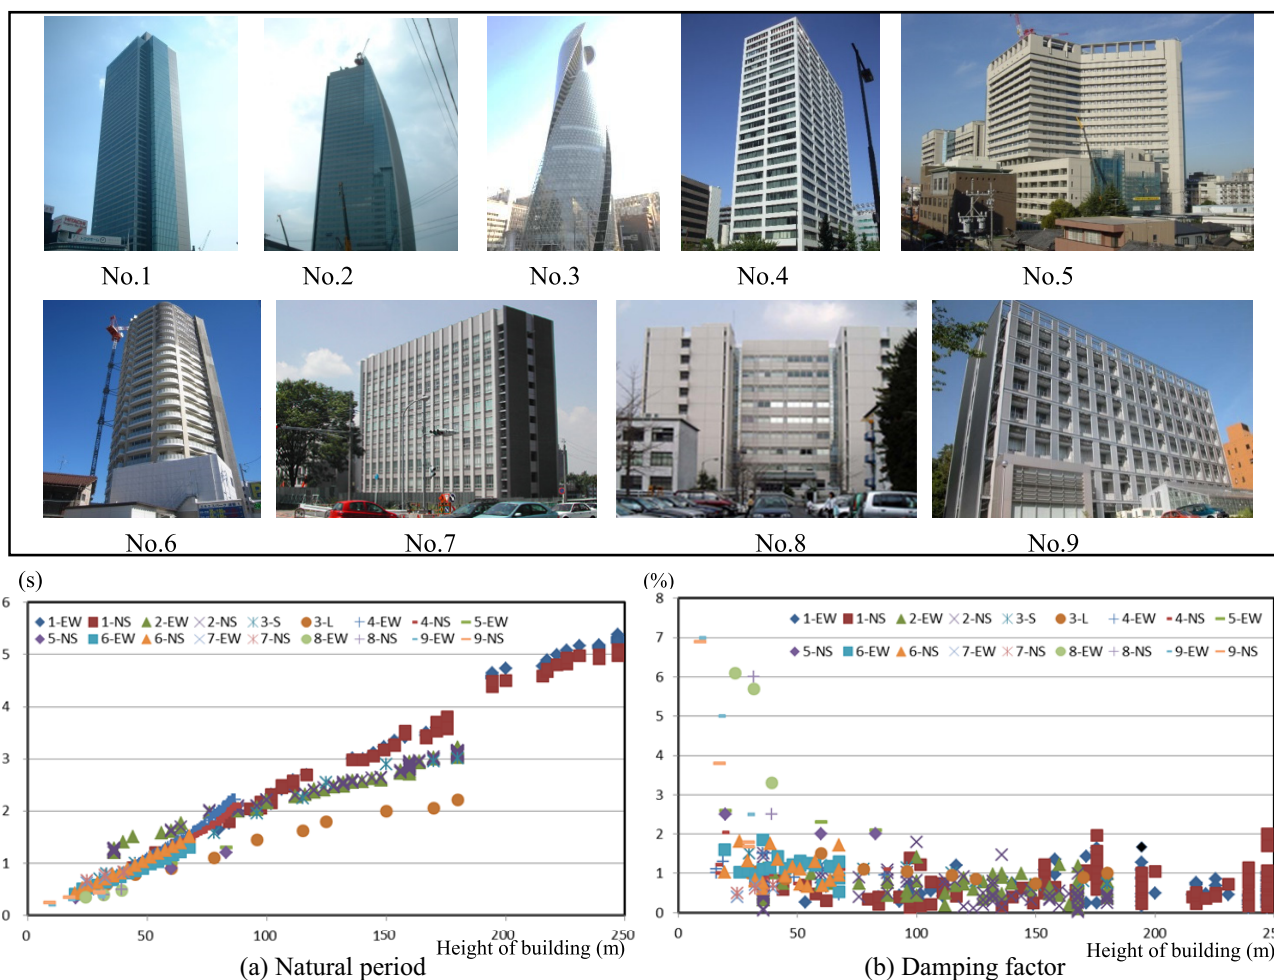 No.1 No.2 No.3 No.4 No.5
No.6 No.7 No.8 No.9
(s)
6
5
4
3
2
1
0
1-EW 1-NS 2-EW 2-NS 3-S 3-L 4-EW 4-NS 5-EW
5-NS 6-EW 6-NS 7-EW 7-NS 8-EW 8-NS 9-EW 9-NS
0 50 100 150 200 250
Height of building (m)
(a) Natural period
(%)
8
7
6
5
4
3
2
1
0
1-EW 1-NS 2-EW 2-NS 3-S 3-L 4-EW 4-NS 5-EW
5-NS 6-EW 6-NS 7-EW 7-NS 8-EW 8-NS 9-EW 9-NS
0 50 100 150 200 25
Height of building (m)
(b) Damping factor